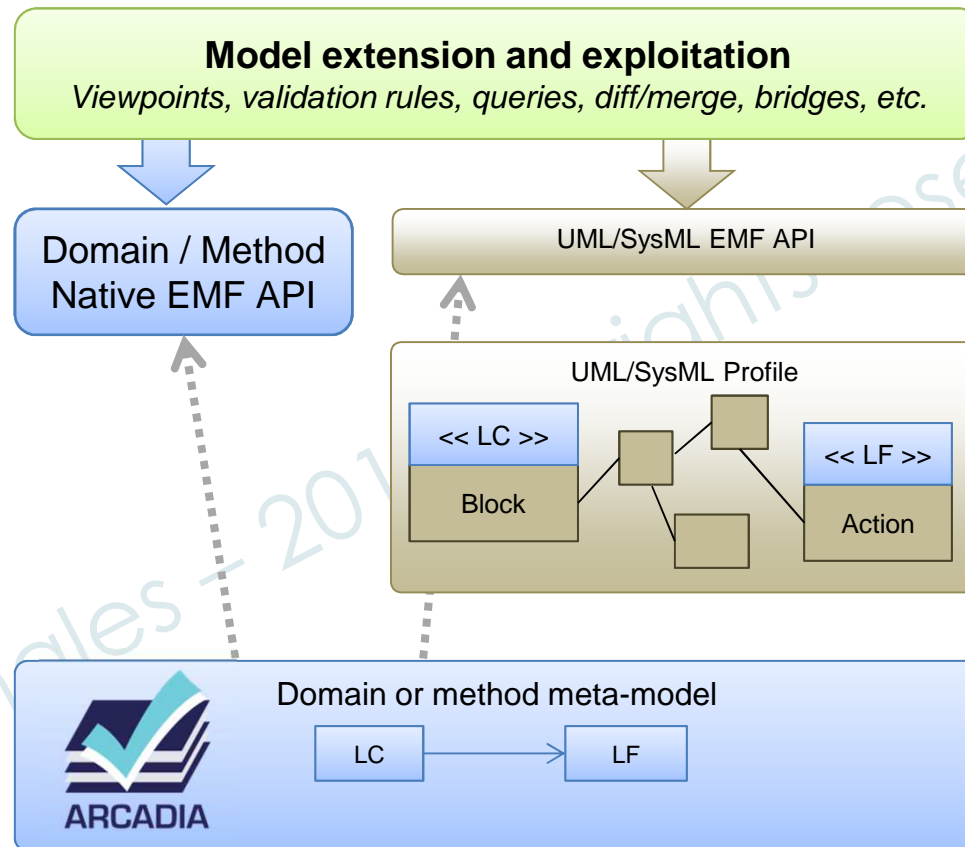 Model extension and exploitation
Viewpoints, validation rules, queries, diff/merge, bridges, etc.
Domain / Method
Native EMF API
UML/SysML EMF API
UML/SysML Profile
<< LC >>
Block
<< LF >>
Action
Domain or method meta-model
LC
LF
ARCADIA